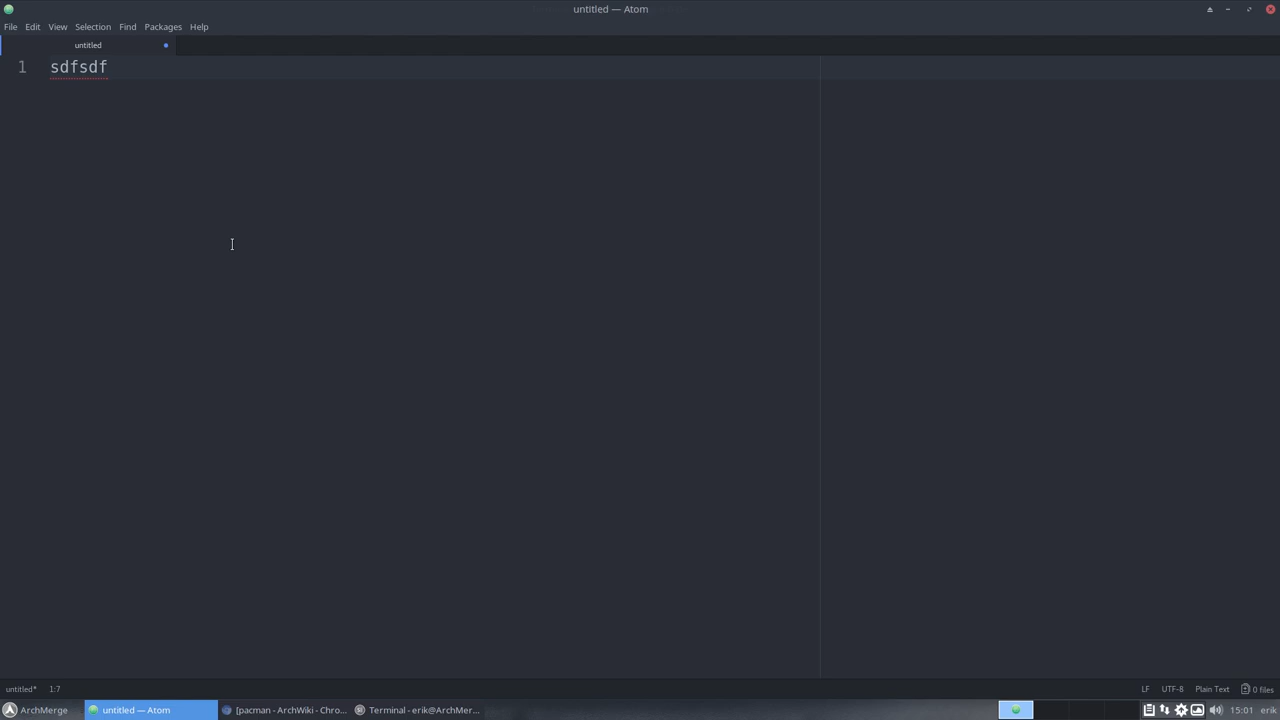 untitled — Atom
File Edit View Selection Find Packages Help
untitled
1 sdfsdf
untitled* 1:7 LF UTF-8 Plain Text 0 files
ArchMerge untitled — Atom [pacman - ArchWiki - Chro... Terminal - erik@ArchMer... 15:01 erik